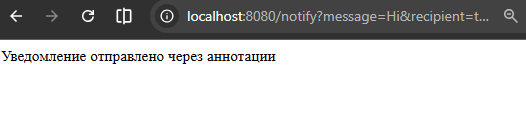 localhost:8080/notify?message=Hi&recipient=t...
Уведомление отправлено через аннотации